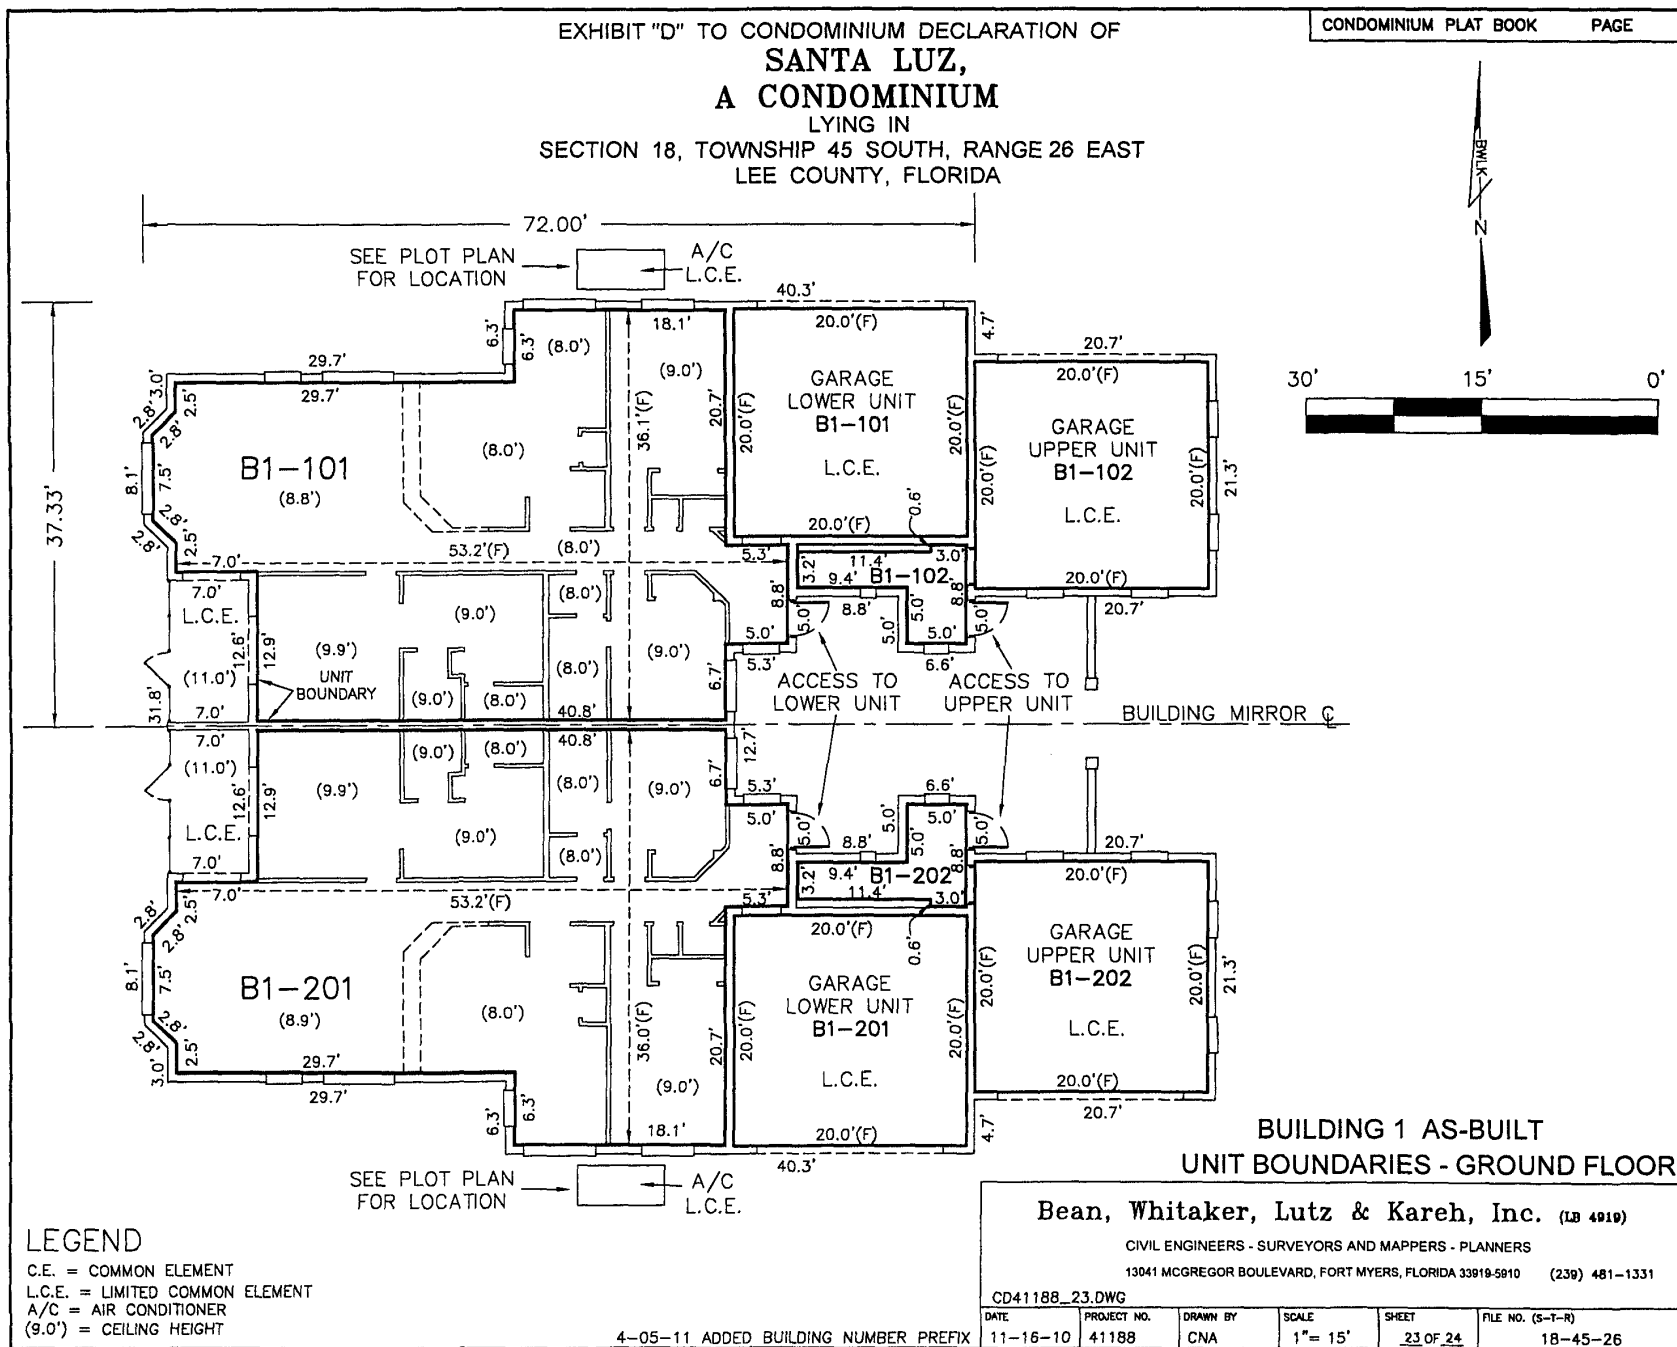 EXHIBIT "D" TO CONDOMINIUM DECLARATION OF
SANTA LUZ,
A CONDOMINIUM
LYING IN
SECTION 18, TOWNSHIP 45 SOUTH, RANGE 26 EAST
LEE COUNTY, FLORIDA
CONDOMINIUM PLAT BOOK PAGE
BWLK
N
30' 15' 0'
72.00'
SEE PLOT PLAN
FOR LOCATION
A/C
L.C.E.
40.3'
37.33'
6.3'
6.3'
(8.0')
18.1'
(9.0')
36.1'(F)
20.7'
20.0'(F)
4.7'
20.7'
20.0'(F)
29.7'
29.7'
3.0'
2.5'
2.8'
2.8'
8.1'
7.5'
2.8'
2.8'
2.5'
B1-101
(8.8')
(8.0')
GARAGE
LOWER UNIT
B1-101
L.C.E.
20.0'(F)
20.0'(F)
20.0'(F)
0.6'
GARAGE
UPPER UNIT
B1-102
L.C.E.
20.0'(F)
20.0'(F)
21.3'
20.0'(F)
20.7'
7.0'
53.2'(F)
(8.0')
5.3'
3.2'
11.4'
3.0'
9.4'
B1-102
8.8'
8.8'
8.8'
7.0'
L.C.E.
(9.0')
(8.0')
5.0'
5.0'
5.0'
5.0'
5.0'
5.0'
5.3'
6.6'
12.6'
12.9'
(9.9')
(8.0')
(9.0')
(11.0')
UNIT
BOUNDARY
(9.0')
(8.0')
6.7'
ACCESS TO
LOWER UNIT
ACCESS TO
UPPER UNIT
31.8'
7.0'
40.8'
BUILDING MIRROR ℄
7.0'
40.8'
12.7'
(11.0')
(9.9')
(9.0')
(8.0')
(8.0')
(9.0')
6.7'
12.6'
12.9'
L.C.E.
(9.0')
(8.0')
5.3'
5.0'
5.0'
6.6'
5.0'
5.0'
5.0'
5.0'
7.0'
7.0'
8.8'
8.8'
8.8'
9.4'
B1-202
3.2'
11.4'
3.0'
5.3'
0.6'
20.7'
20.0'(F)
53.2'(F)
2.8'
2.5'
2.8'
8.1'
7.5'
2.8'
2.8'
2.5'
3.0'
B1-201
(8.9')
(8.0')
36.0'(F)
20.7'
(9.0')
20.0'(F)
GARAGE
LOWER UNIT
B1-201
L.C.E.
20.0'(F)
20.0'(F)
20.0'(F)
GARAGE
UPPER UNIT
B1-202
L.C.E.
20.0'(F)
20.0'(F)
21.3'
20.0'(F)
20.7'
29.7'
29.7'
6.3'
6.3'
18.1'
4.7'
40.3'
SEE PLOT PLAN
FOR LOCATION
A/C
L.C.E.
BUILDING 1 AS-BUILT
UNIT BOUNDARIES - GROUND FLOOR
LEGEND
C.E. = COMMON ELEMENT
L.C.E. = LIMITED COMMON ELEMENT
A/C = AIR CONDITIONER
(9.0') = CEILING HEIGHT
4-05-11 ADDED BUILDING NUMBER PREFIX
Bean, Whitaker, Lutz & Kareh, Inc. (LB 4919)
CIVIL ENGINEERS - SURVEYORS AND MAPPERS - PLANNERS
13041 MCGREGOR BOULEVARD, FORT MYERS, FLORIDA 33919-5910 (239) 481-1331
CD41188_23.DWG
DATE PROJECT NO. DRAWN BY SCALE SHEET FILE NO. (S-T-R)
11-16-10 41188 CNA 1"= 15' 23 OF 24 18-45-26